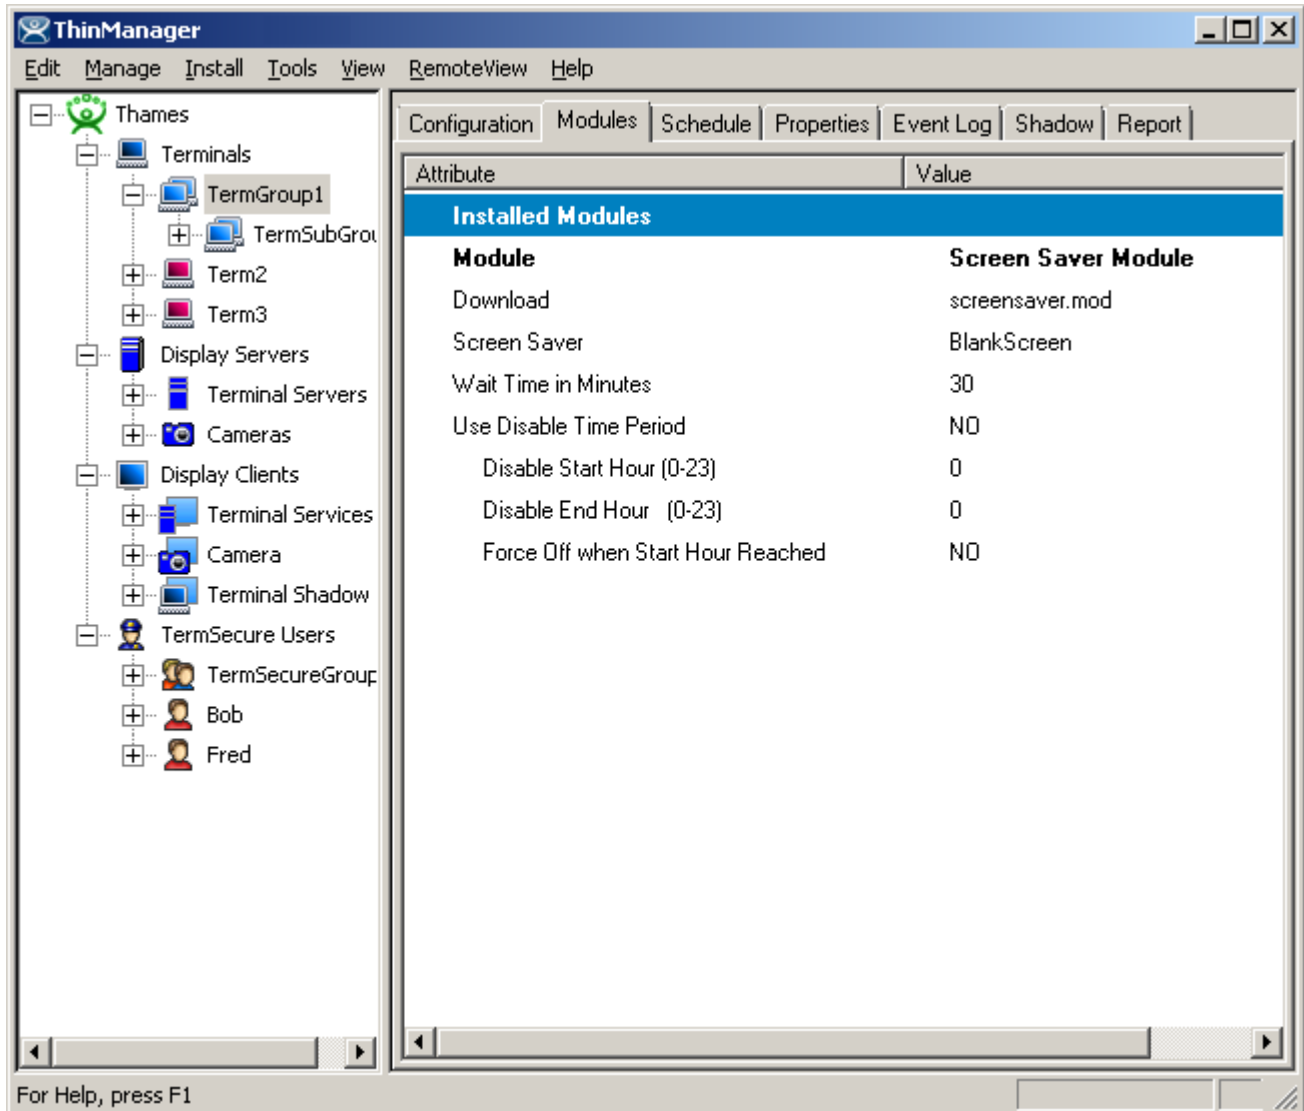 ThinManager
Edit Manage Install Tools View RemoteView Help
Thames
Terminals
TermGroup1
TermSubGrou
Term2
Term3
Display Servers
Terminal Servers
Cameras
Display Clients
Terminal Services
Camera
Terminal Shadow
TermSecure Users
TermSecureGroup
Bob
Fred
Configuration Modules Schedule Properties Event Log Shadow Report
Attribute Value
Installed Modules
Module Screen Saver Module
Download screensaver.mod
Screen Saver BlankScreen
Wait Time in Minutes 30
Use Disable Time Period NO
Disable Start Hour (0-23) 0
Disable End Hour (0-23) 0
Force Off when Start Hour Reached NO
For Help, press F1